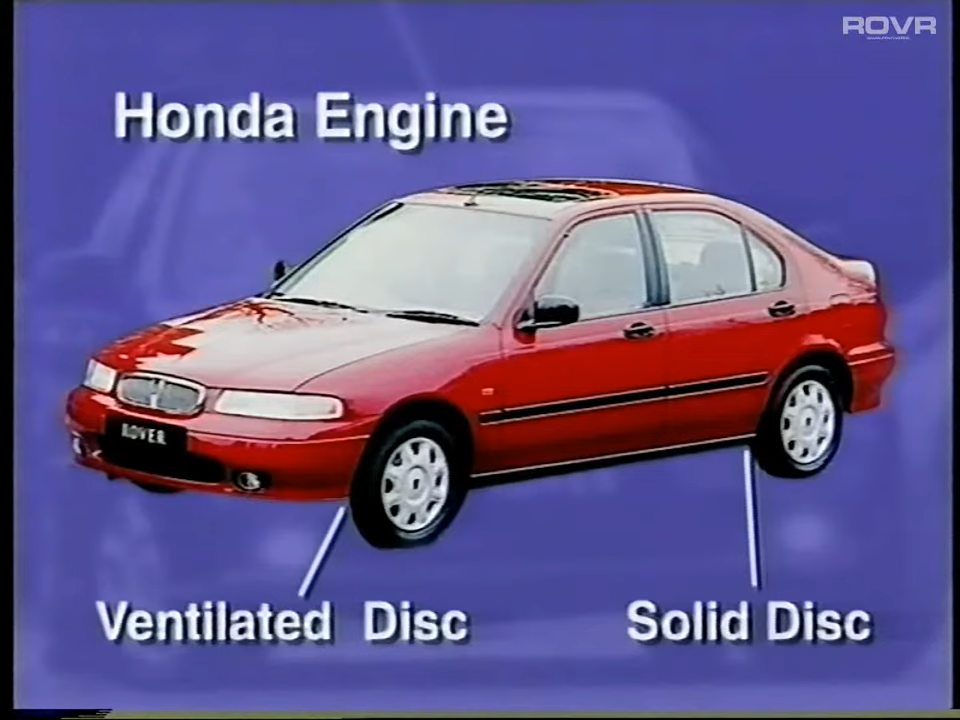 ROVR
Honda Engine
ROVER
Ventilated Disc
Solid Disc